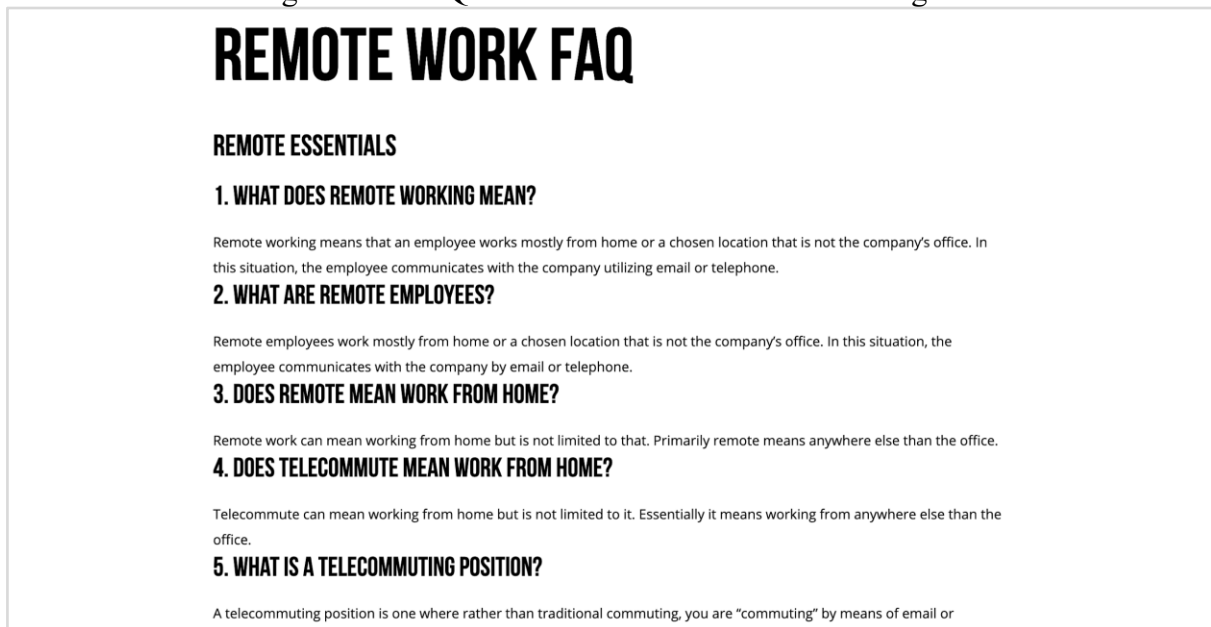 REMOTE WORK FAQ
REMOTE ESSENTIALS
1. WHAT DOES REMOTE WORKING MEAN?
Remote working means that an employee works mostly from home or a chosen location that is not the company's office. In
this situation, the employee communicates with the company utilizing email or telephone.
2. WHAT ARE REMOTE EMPLOYEES?
Remote employees work mostly from home or a chosen location that is not the company's office. In this situation, the
employee communicates with the company by email or telephone.
3. DOES REMOTE MEAN WORK FROM HOME?
Remote work can mean working from home but is not limited to that. Primarily remote means anywhere else than the office.
4. DOES TELECOMMUTE MEAN WORK FROM HOME?
Telecommute can mean working from home but is not limited to it. Essentially it means working from anywhere else than the
office.
5. WHAT IS A TELECOMMUTING POSITION?
A telecommuting position is one where rather than traditional commuting, you are “commuting” by means of email or